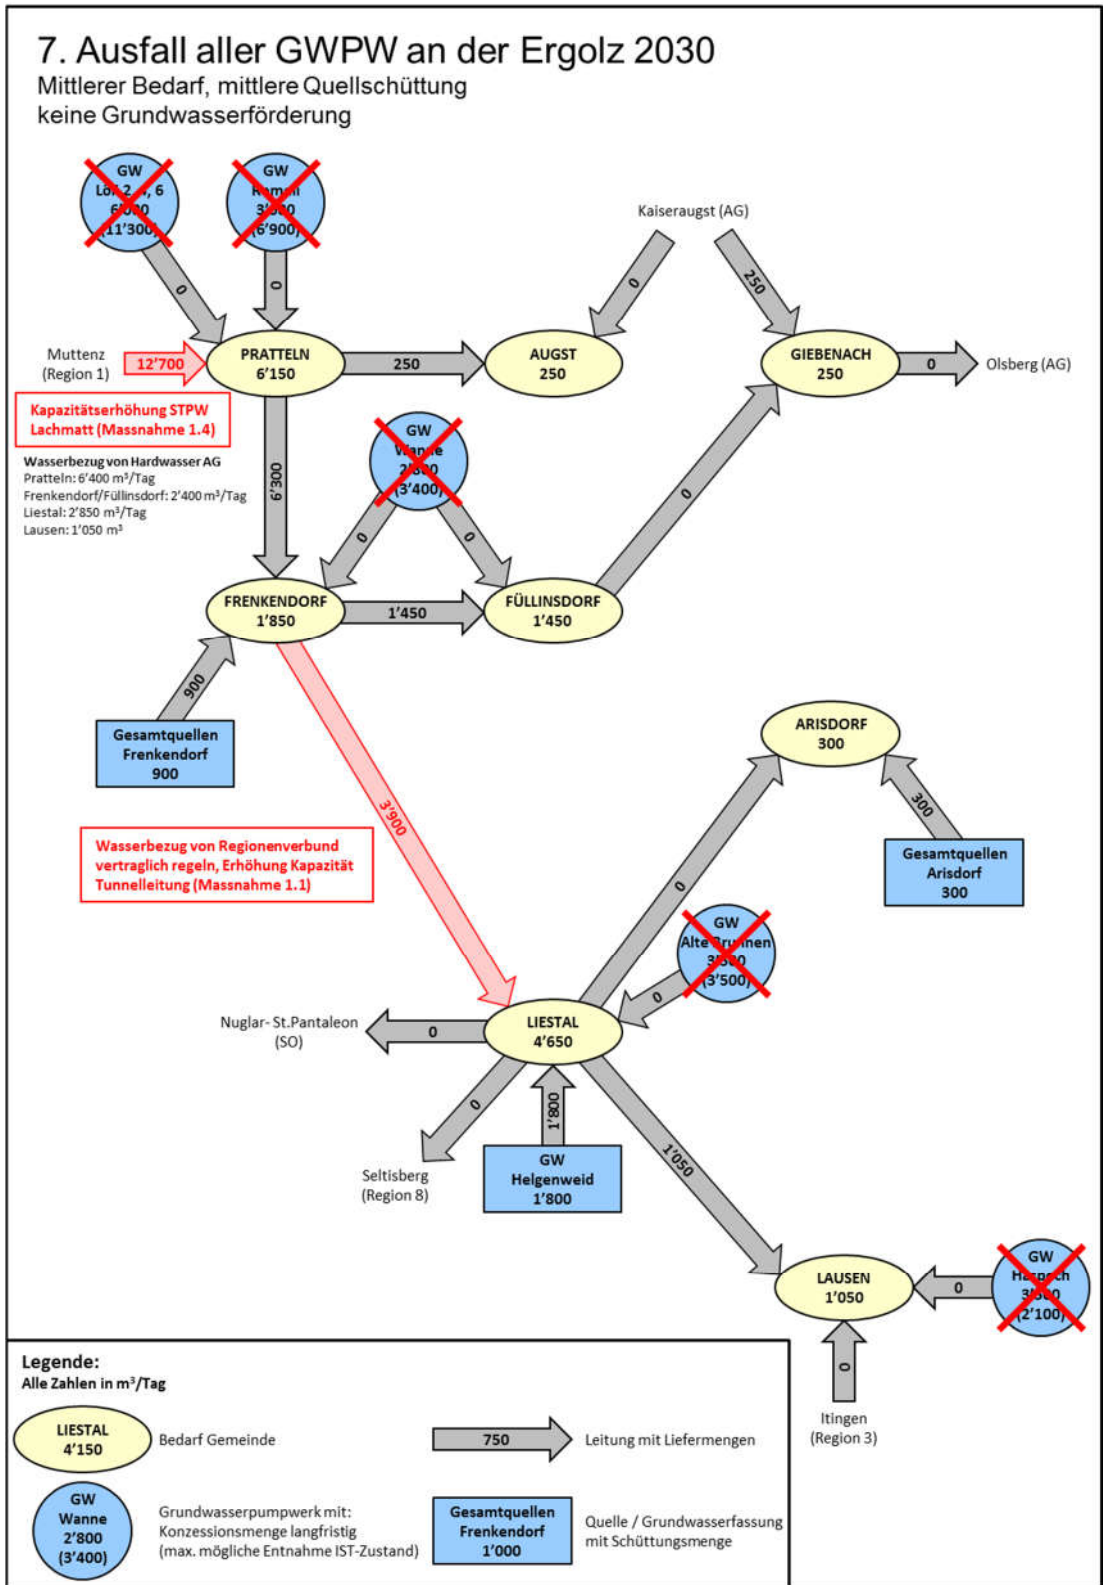 7. Ausfall aller GWPW an der Ergolz 2030
Mittlerer Bedarf, mittlere Quellschüttung
keine Grundwasserförderung
GW
6'000
(11'300)
GW
(6'900)
Kaiseraugst (AG)
0
0
0
250
Muttenz
(Region 1)
12'700
PRATTELN
6'150
250
AUGST
250
GIEBENACH
250
0
Olsberg (AG)
Kapazitätserhöhung STPW
Lachmatt (Massnahme 1.4)
Wasserbezug von Hardwasser AG
Pratteln: 6'400 m³/Tag
Frenkendorf/Füllinsdorf: 2'400 m³/Tag
Liestal: 2'850 m³/Tag
Lausen: 1'050 m³
6'300
GW
Wanne
2'800
(3'400)
0
0
0
FRENKENDORF
1'850
1'450
FÜLLINSDORF
1'450
900
Gesamtquellen
Frenkendorf
900
3'900
ARISDORF
300
300
Gesamtquellen
Arisdorf
300
Wasserbezug von Regionenverbund
vertraglich regeln, Erhöhung Kapazität
Tunnelleitung (Massnahme 1.1)
0
GW
Alte Brunnen
3'500
(3'500)
0
Nuglar- St.Pantaleon
(SO)
0
LIESTAL
4'650
0
1'800
Seltisberg
(Region 8)
GW
Helgenweid
1'800
1'050
LAUSEN
1'050
0
GW
(2'100)
0
Itingen
(Region 3)
Legende:
Alle Zahlen in m³/Tag
LIESTAL
4'150
Bedarf Gemeinde
750
Leitung mit Liefermengen
GW
Wanne
2'800
(3'400)
Grundwasserpumpwerk mit:
Konzessionsmenge langfristig
(max. mögliche Entnahme IST-Zustand)
Gesamtquellen
Frenkendorf
1'000
Quelle / Grundwasserfassung
mit Schüttungsmenge